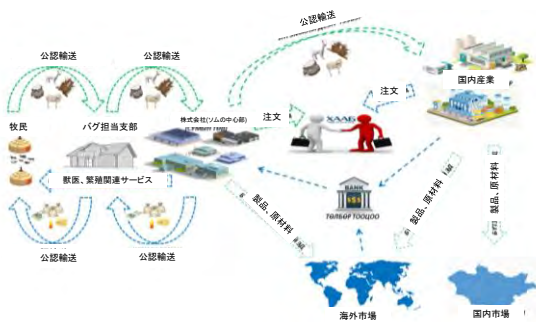 公認輸送
公認輸送
公認輸送
国内産業
注文
注文
株式会社(ソムの中心部)
牧民
バグ担当支部
ХААБ
獣医、繁殖関連サービス
BANK
$$$
ТӨЛБӨР ТООЦОО
製品、原材料
製品、原材料
製品、原材料
公認輸送
公認輸送
海外市場
国内市場